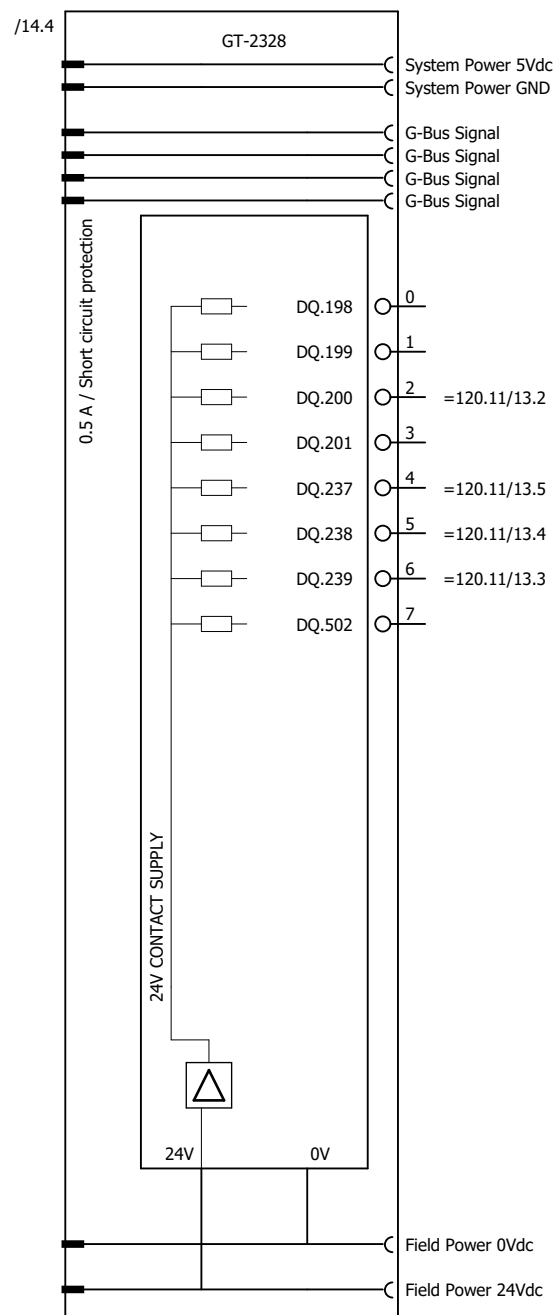 /14.4
GT-2328
System Power 5Vdc
System Power GND
G-Bus Signal
G-Bus Signal
G-Bus Signal
G-Bus Signal
0.5 A / Short circuit protection
DQ.198 0
DQ.199 1
DQ.200 2 =120.11/13.2
DQ.201 3
DQ.237 4 =120.11/13.5
DQ.238 5 =120.11/13.4
DQ.239 6 =120.11/13.3
DQ.502 7
24V CONTACT SUPPLY
24V 0V
Field Power 0Vdc
Field Power 24Vdc